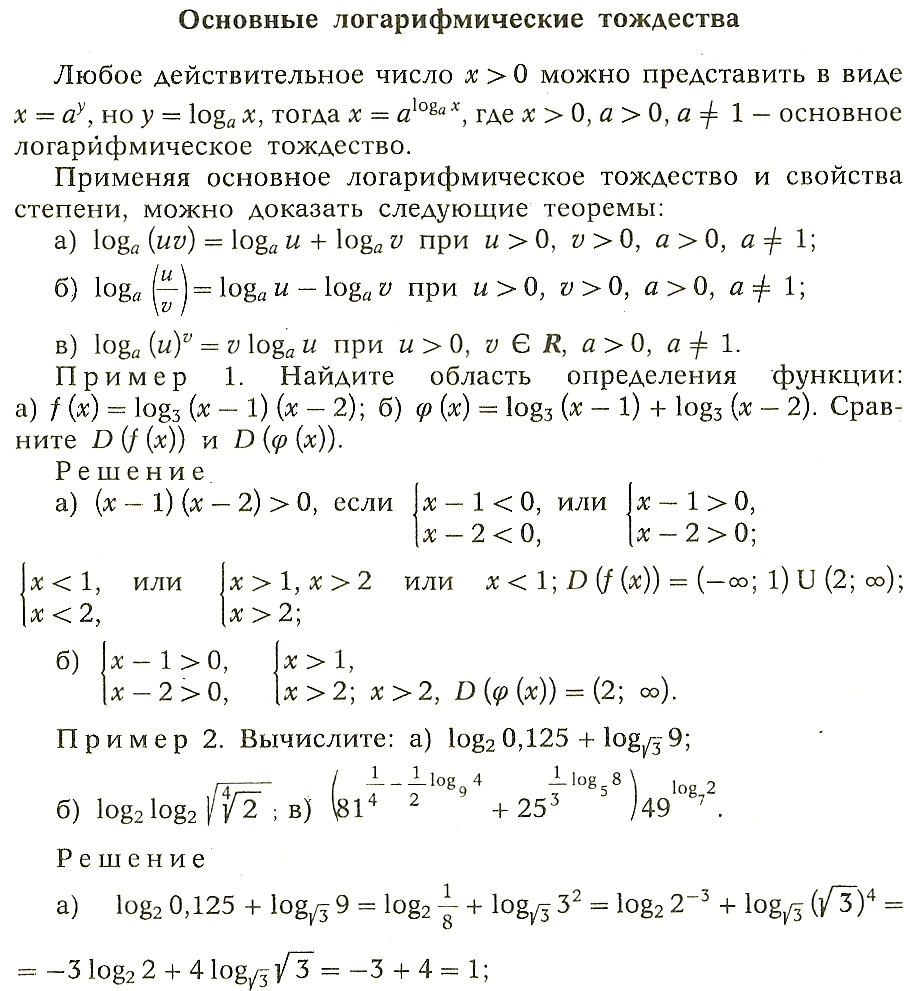 Основные логарифмические тождества
Любое действительное число x > 0 можно представить в виде
x = a^y, но y = log_a x, тогда x = a^{log_a x}, где x > 0, a > 0, a ≠ 1 — основное
логарифмическое тождество.
Применяя основное логарифмическое тождество и свойства
степени, можно доказать следующие теоремы:
а) log_a (uv) = log_a u + log_a v при u > 0, v > 0, a > 0, a ≠ 1;
б) log_a (u/v) = log_a u — log_a v при u > 0, v > 0, a > 0, a ≠ 1;
в) log_a (u)^v = v log_a u при u > 0, v Є R, a > 0, a ≠ 1.
Пример 1. Найдите область определения функции:
а) f (x) = log_3 (x — 1) (x — 2); б) φ (x) = log_3 (x — 1) + log_3 (x — 2). Срав-
ните D (f (x)) и D (φ (x)).
Решение
а) (x — 1) (x — 2) > 0, если {x — 1 < 0, или {x — 1 > 0,
x — 2 < 0, x — 2 > 0;
{x < 1, или {x > 1, x > 2 или x < 1; D (f (x)) = (—∞; 1) U (2; ∞);
x < 2, x > 2;
б) {x — 1 > 0, {x > 1,
x — 2 > 0, x > 2; x > 2, D (φ (x)) = (2; ∞).
Пример 2. Вычислите: а) log_2 0,125 + log_{√3} 9;
б) log_2 log_2 √(⁴√2) ; в) (81^{1/4 — 1/2 log_9 4} + 25^{1/3 log_5 8}) 49^{log_7 2}.
Решение
а) log_2 0,125 + log_{√3} 9 = log_2 1/8 + log_{√3} 3^2 = log_2 2^{—3} + log_{√3} (√3)^4 =
= —3 log_2 2 + 4 log_{√3} √3 = —3 + 4 = 1;